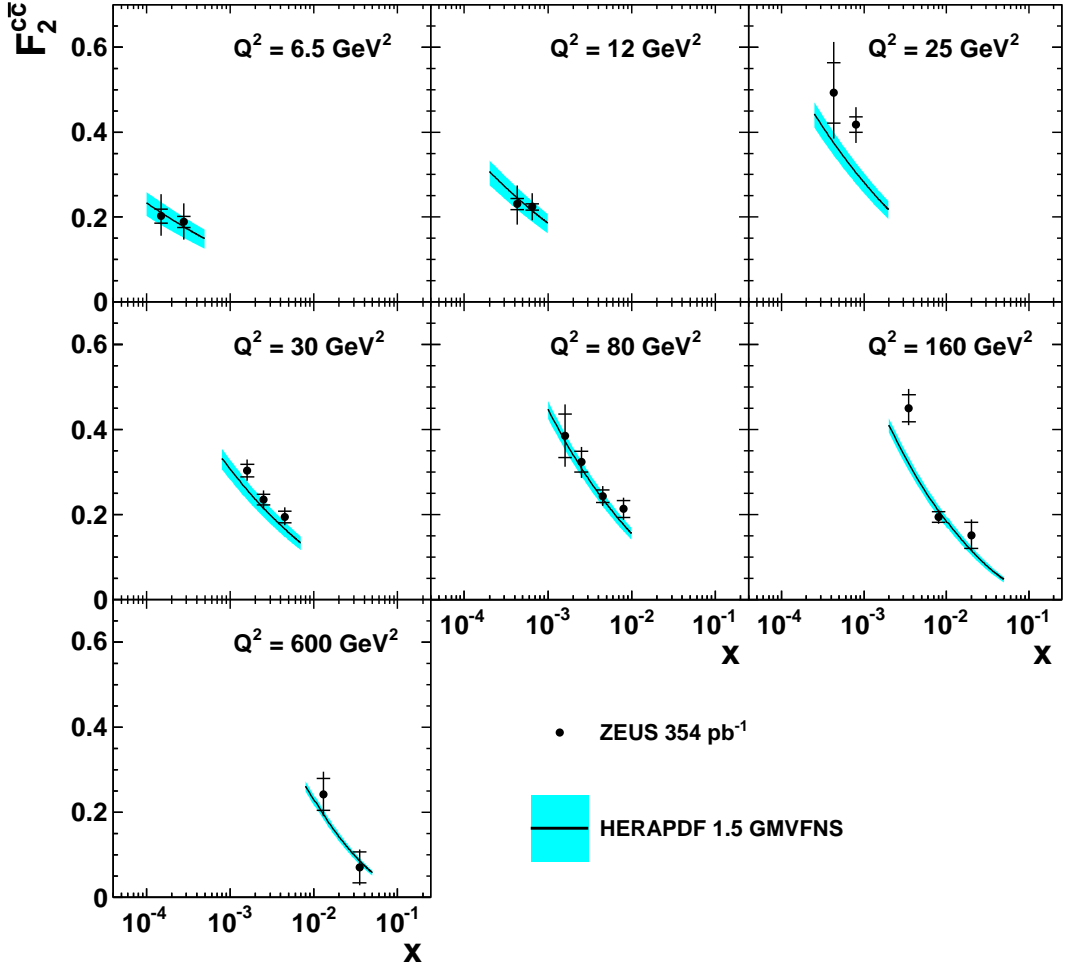 F₂^cc̅
Q² = 6.5 GeV²
Q² = 12 GeV²
Q² = 25 GeV²
0.6
0.4
0.2
0
Q² = 30 GeV²
Q² = 80 GeV²
Q² = 160 GeV²
0.6
0.4
0.2
0
10⁻⁴ 10⁻³ 10⁻² 10⁻¹
x
10⁻⁴ 10⁻³ 10⁻² 10⁻¹
x
Q² = 600 GeV²
0.6
0.4
0.2
0
10⁻⁴ 10⁻³ 10⁻² 10⁻¹
x
ZEUS 354 pb⁻¹
HERAPDF 1.5 GMVFNS